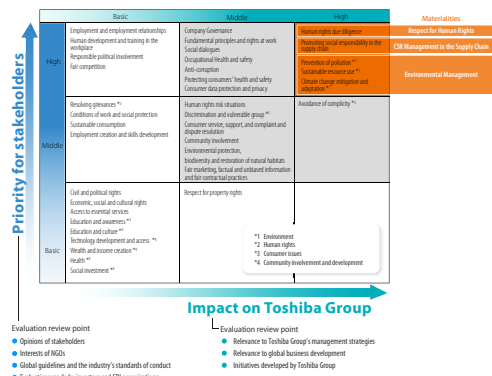 Basic
Middle
High
Materialities
High
Employment and employment relationships
Human development and training in the
workplace
Responsible political involvement
Fair competition
Company Governance
Fundamental principles and rights at work
Social dialogues
Occupational Health and safety
Anti-corruption
Protecting consumers' health and safety
Consumer data protection and privacy
Human rights due diligence
Promoting social responsibility in the
supply chain
Prevention of pollution *1
Sustainable resource use *1
Climate change mitigation and
adaptation *1
Respect for Human Rights
CSR Management in the Supply Chain
Environmental Management
Middle
Resolving grievances
Conditions of work and social protection
Sustainable consumption
Employment creation and skills development
Human rights risk situations
Discrimination and vulnerable group
Consumer service, support, and complaint and
dispute resolution
Community involvement
Environmental protection,
biodiversity and restoration of natural habitats
Fair marketing, factual and unbiased information
and fair contractual practices
Avoidance of complicity
Basic
Civil and political rights
Economic, social and cultural rights
Access to essential services
Education and awareness
Education and culture
Technology development and access
Wealth and income creation
Health
Social investment
Respect for property rights
*1 Environment
*2 Human rights
*3 Consumer issues
*4 Community involvement and development
Priority for stakeholders
Impact on Toshiba Group
Evaluation review point
● Opinions of stakeholders
● Interests of NGOs
● Global guidelines and the industry's standards of conduct
Evaluation review point
● Relevance to Toshiba Group's management strategies
● Relevance to global business development
● Initiatives developed by Toshiba Group